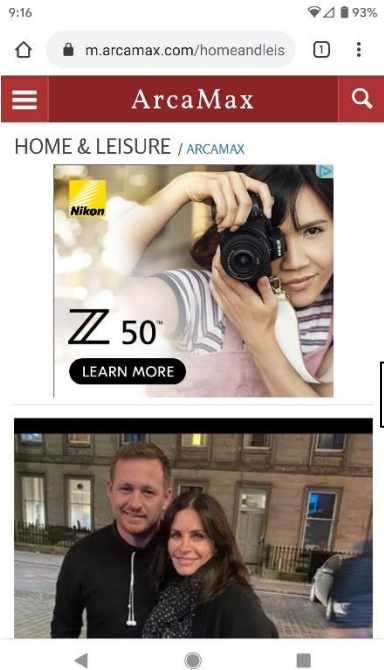 9:16
93%
m.arcamax.com/homeandleis
1
ArcaMax
HOME & LEISURE / ARCAMAX
Nikon
Z 50™
LEARN MORE